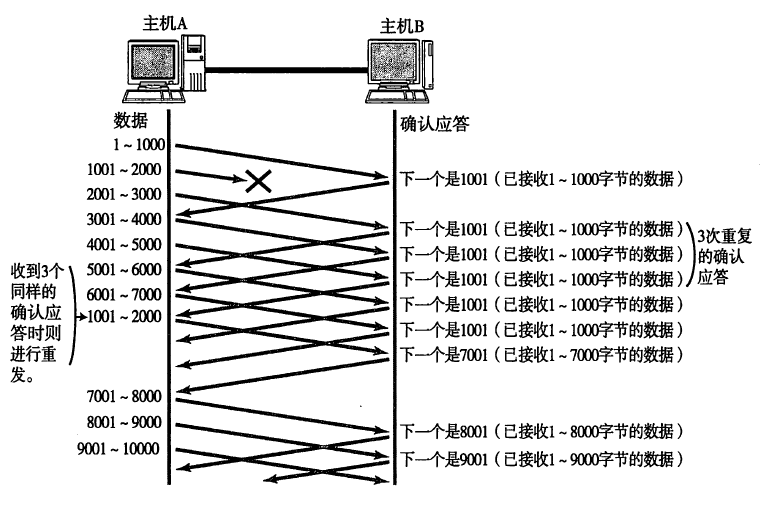 主机A
主机B
数据
确认应答
1~1000
1001~2000
2001~3000
3001~4000
4001~5000
5001~6000
6001~7000
1001~2000
收到3个
同样的
确认应
答时则
进行重
发。
7001~8000
8001~9000
9001~10000
下一个是1001（已接收1~1000字节的数据）
下一个是1001（已接收1~1000字节的数据）
下一个是1001（已接收1~1000字节的数据）
下一个是1001（已接收1~1000字节的数据）
下一个是1001（已接收1~1000字节的数据）
下一个是1001（已接收1~1000字节的数据）
下一个是7001（已接收1~7000字节的数据）
3次重复
的确认
应答
下一个是8001（已接收1~8000字节的数据）
下一个是9001（已接收1~9000字节的数据）